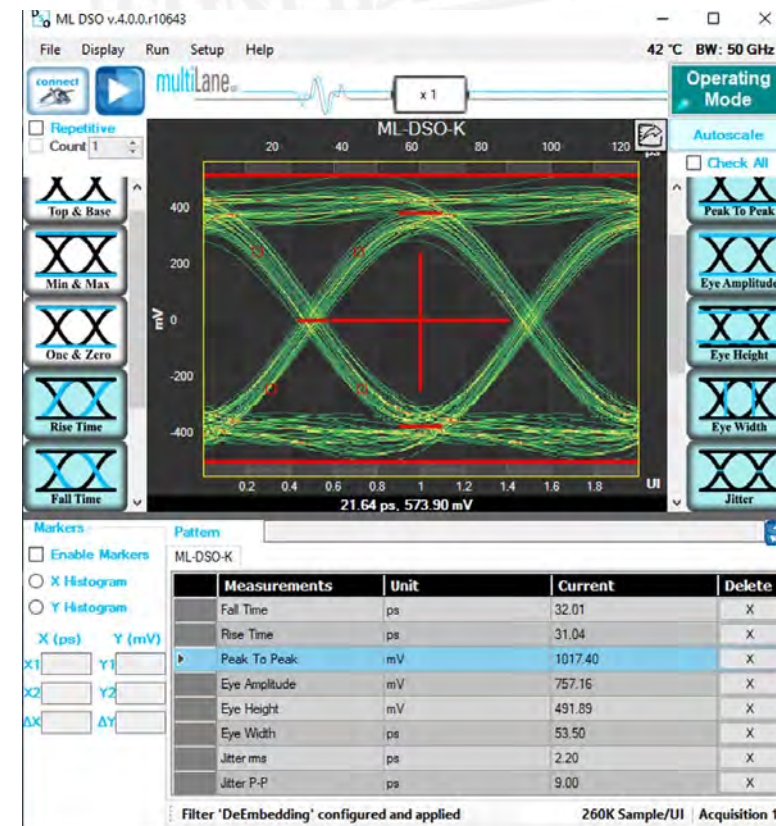 ML DSO v.4.0.0.r10643
File Display Run Setup Help 42 °C BW: 50 GHz
connect multiLane x 1 Operating Mode
Repetitive
Count 1
Autoscale
Check All
ML-DSO-K
20 40 60 80 100 120
Top & Base
Min & Max
One & Zero
Rise Time
Fall Time
mV
400
200
0
-200
-400
0.2 0.4 0.6 0.8 1 1.2 1.4 1.6 1.8 UI
21.64 ps, 573.90 mV
Peak To Peak
Eye Amplitude
Eye Height
Eye Width
Jitter
Markers
Enable Markers
X Histogram
Y Histogram
X (ps) Y (mV)
X1 Y1
X2 Y2
ΔX ΔY
Pattern
ML-DSO-K
Measurements Unit Current Delete
Fall Time ps 32.01 X
Rise Time ps 31.04 X
Peak To Peak mV 1017.40 X
Eye Amplitude mV 757.16 X
Eye Height mV 491.89 X
Eye Width ps 53.50 X
Jitter rms ps 2.20 X
Jitter P-P ps 9.00 X
Filter 'DeEmbedding' configured and applied 260K Sample/UI Acquisition 1